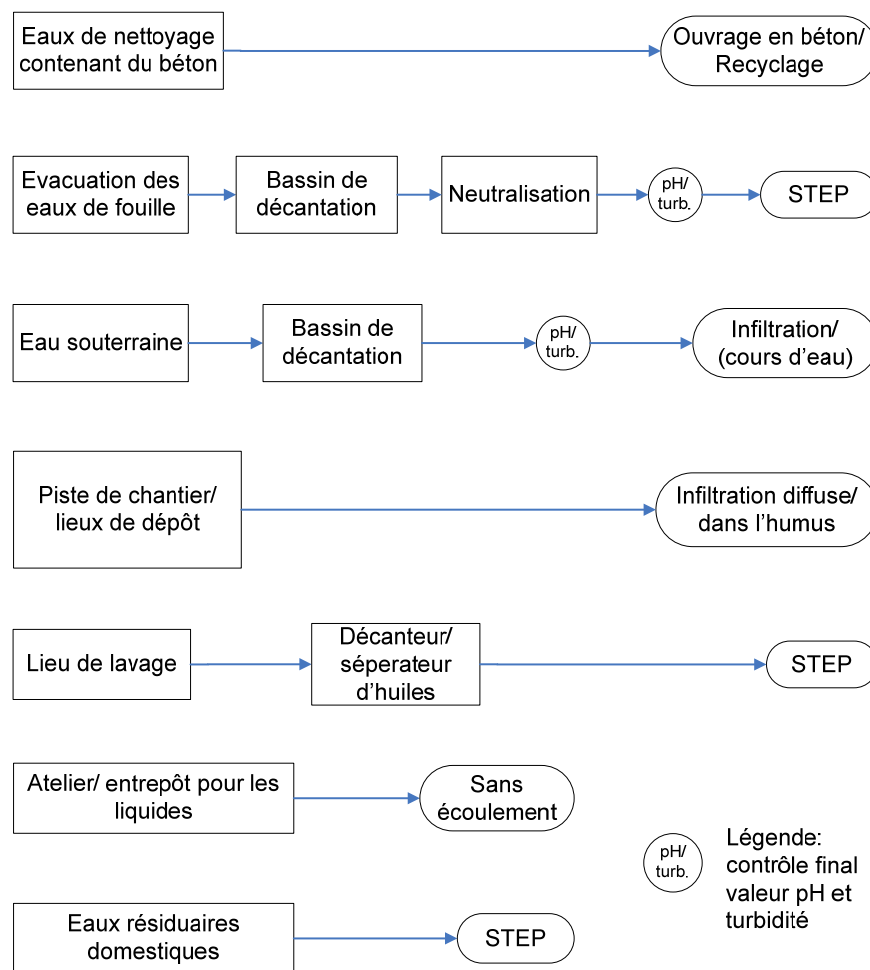 Eaux de nettoyage
contenant du béton
Ouvrage en béton/
Recyclage
Evacuation des
eaux de fouille
Bassin de
décantation
Neutralisation
pH/
turb.
STEP
Eau souterraine
Bassin de
décantation
pH/
turb.
Infiltration/
(cours d'eau)
Piste de chantier/
lieux de dépôt
Infiltration diffuse/
dans l'humus
Lieu de lavage
Décanteur/
séperateur
d'huiles
STEP
Atelier/ entrepôt pour les
liquides
Sans
écoulement
pH/
turb.
Légende:
contrôle final
valeur pH et
turbidité
Eaux résiduaires
domestiques
STEP